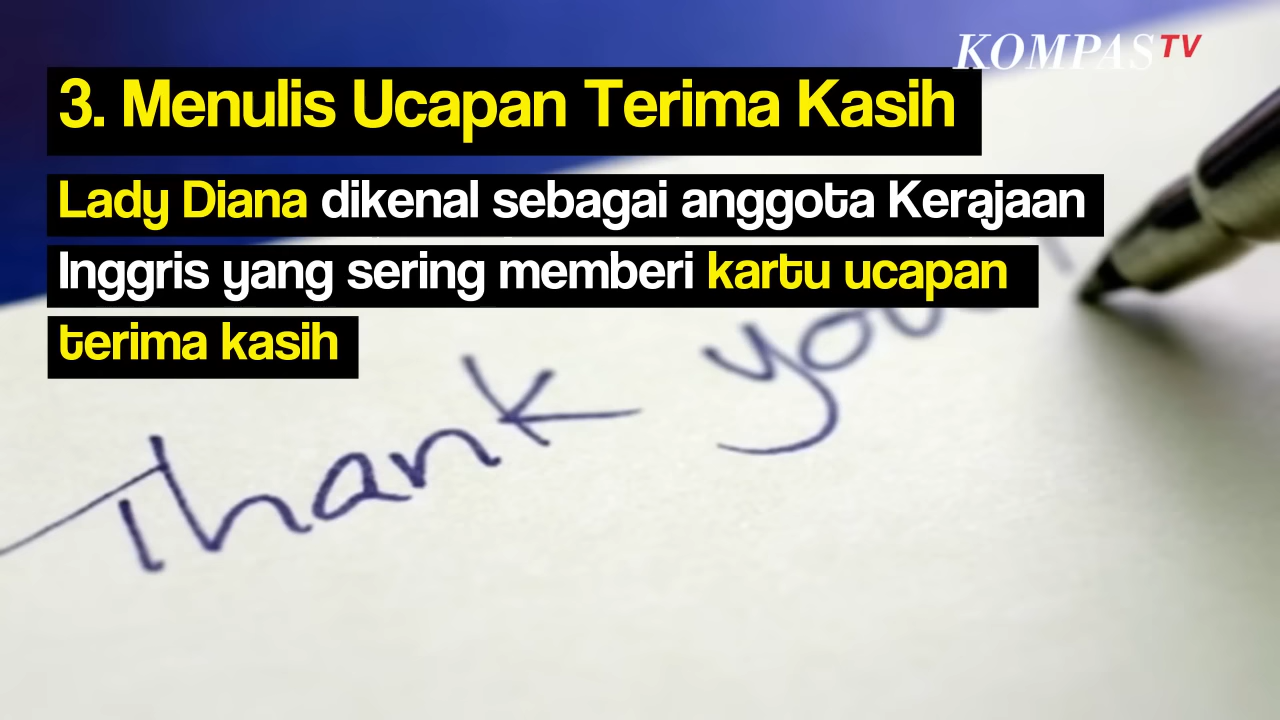 KOMPASTV
3. Menulis Ucapan Terima Kasih
Lady Diana dikenal sebagai anggota Kerajaan
Inggris yang sering memberi kartu ucapan
terima kasih
Thank you